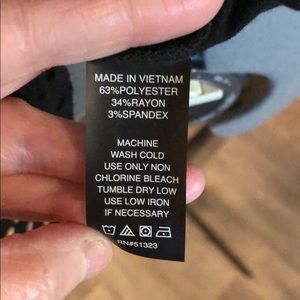 MADE IN VIETNAM
63%POLYESTER
34%RAYON
3%SPANDEX
MACHINE
WASH COLD
USE ONLY NON
CHLORINE BLEACH
TUMBLE DRY LOW
USE LOW IRON
IF NECESSARY
RN#51323